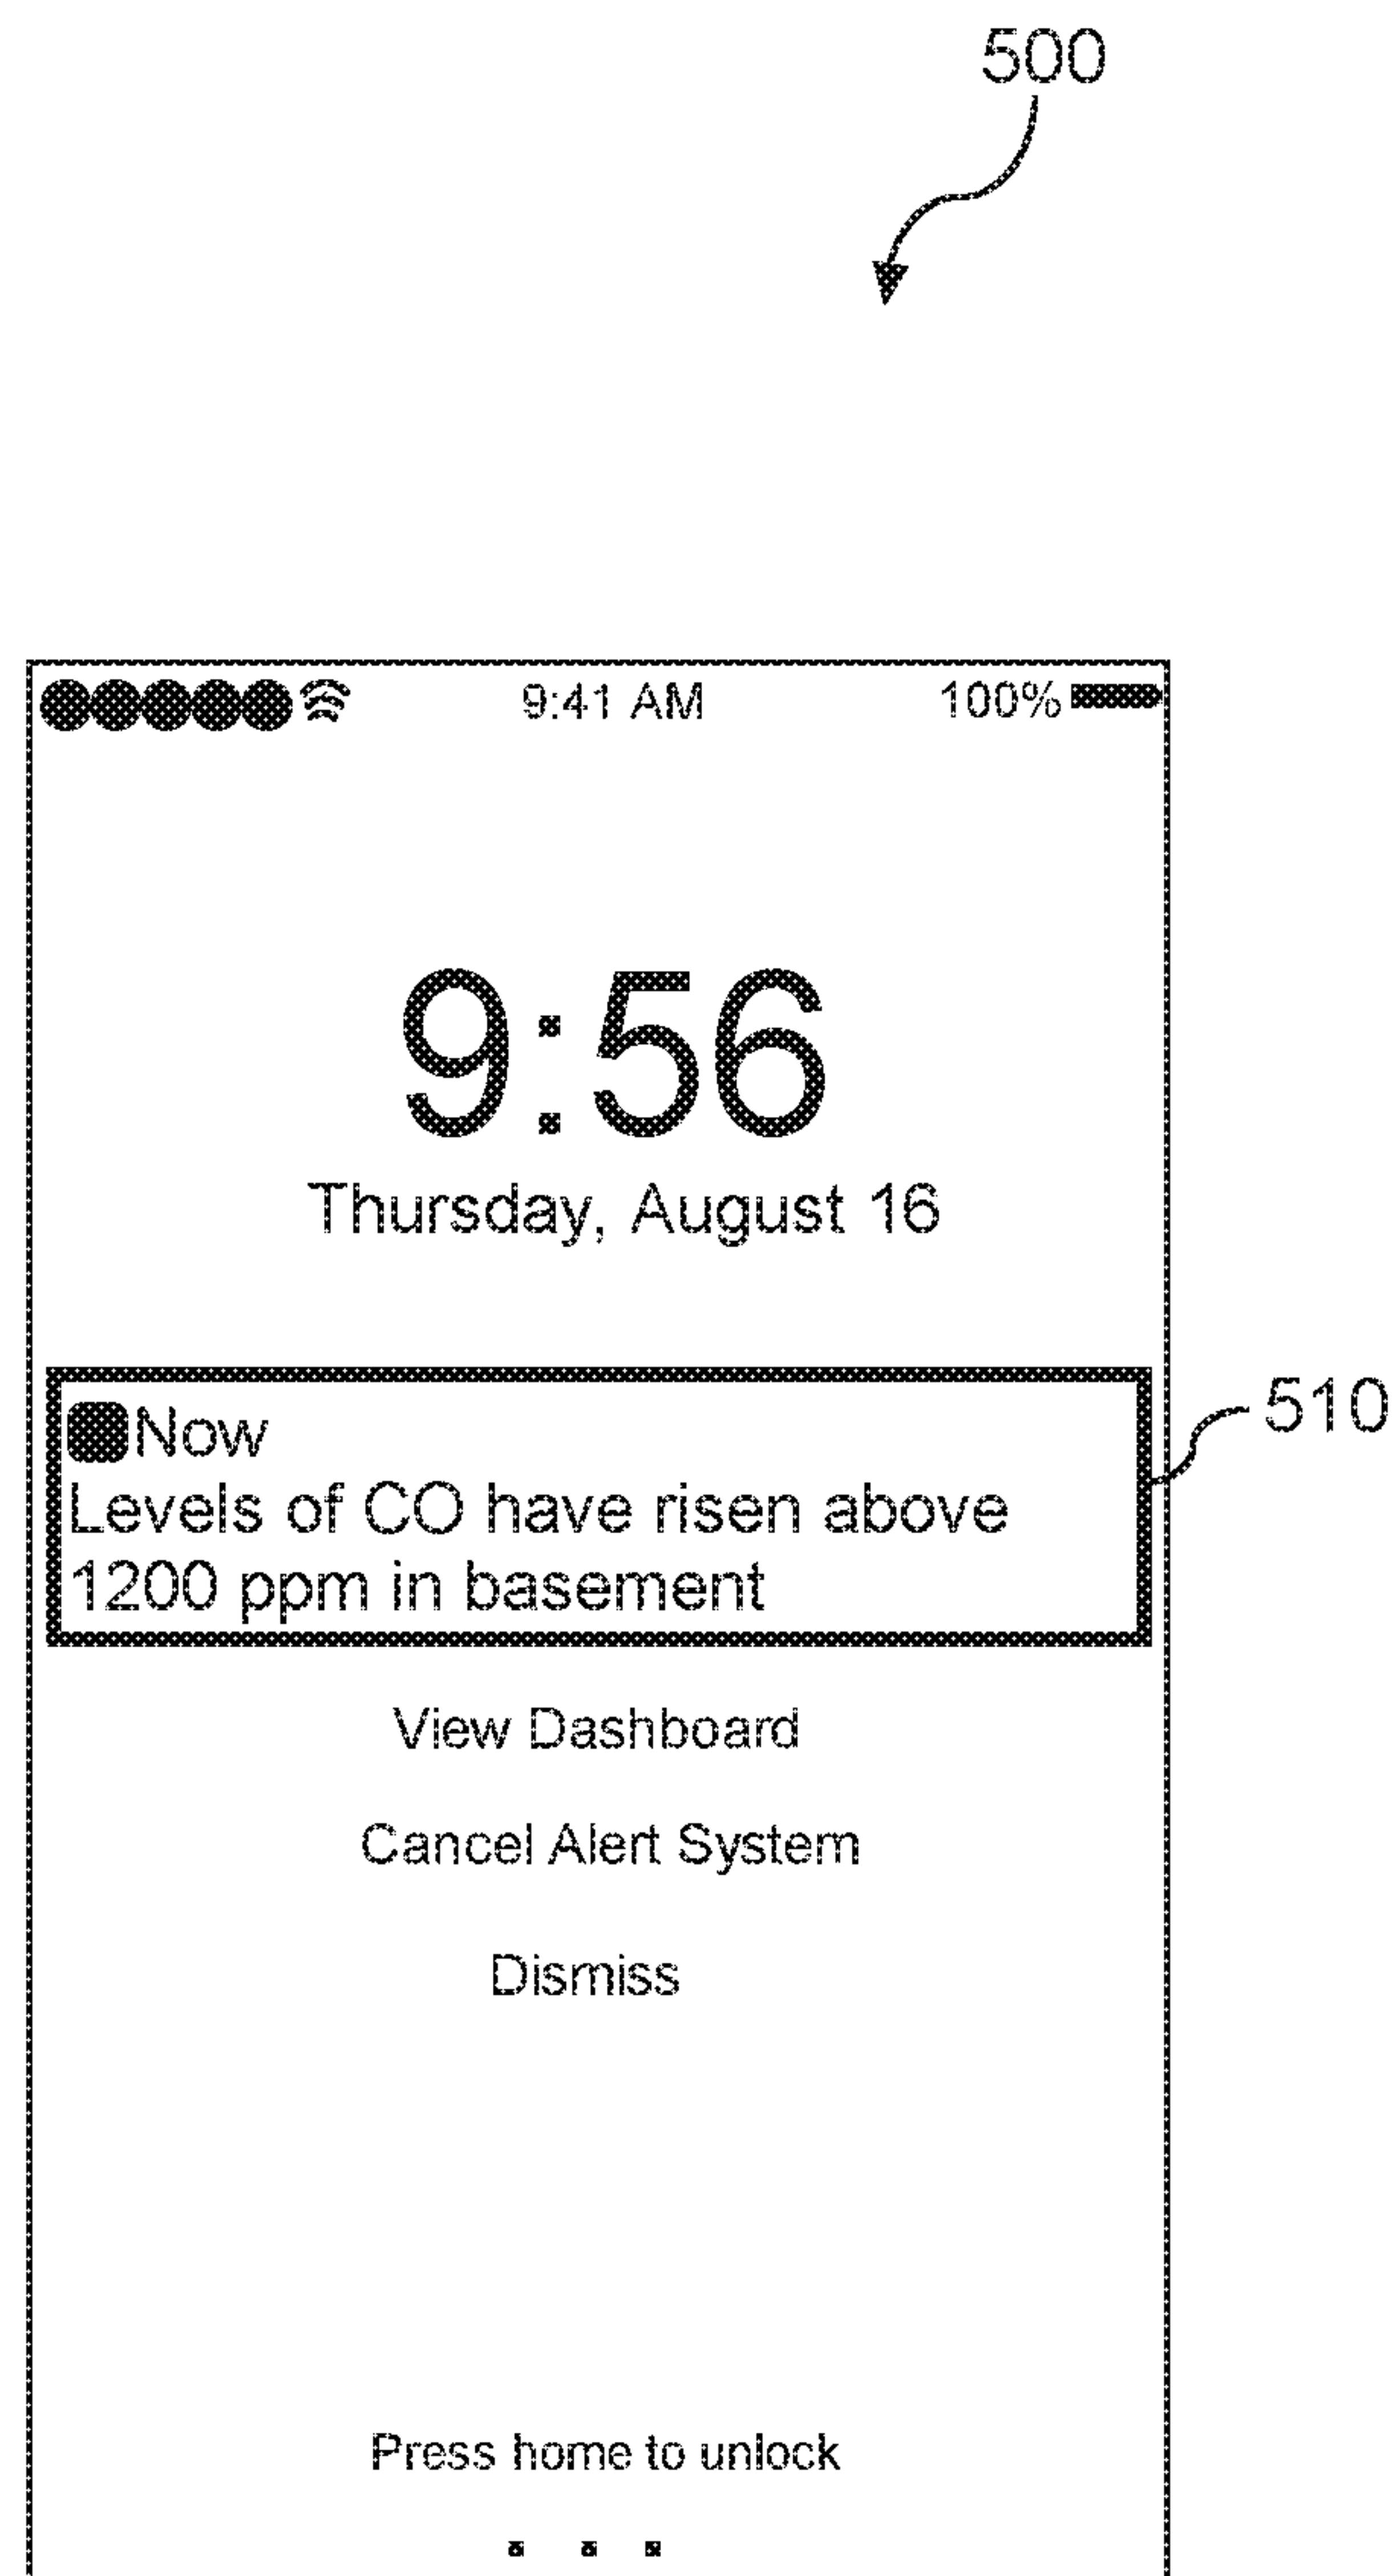 500
9:41 AM 100%
9:56
Thursday, August 16
Now
510
Levels of CO have risen above
1200 ppm in basement
View Dashboard
Cancel Alert System
Dismiss
Press home to unlock